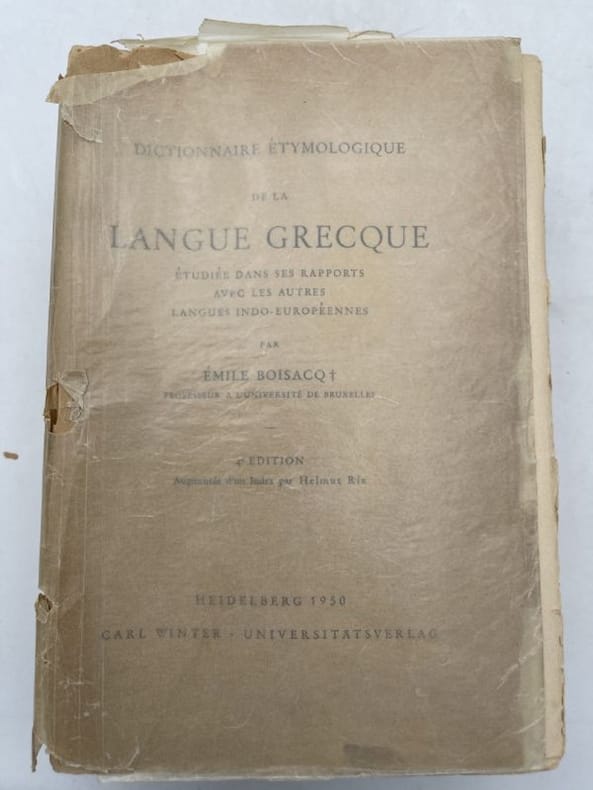 DICTIONNAIRE ÉTYMOLOGIQUE
DE LA
LANGUE GRECQUE
ÉTUDIÉE DANS SES RAPPORTS
AVEC LES AUTRES
LANGUES INDO-EUROPÉENNES
PAR
ÉMILE BOISACQ †
PROFESSEUR A L'UNIVERSITÉ DE BRUXELLES
4e EDITION
Augmentée d'un Index par Helmut Rix
HEIDELBERG 1950
CARL WINTER · UNIVERSITÄTSVERLAG